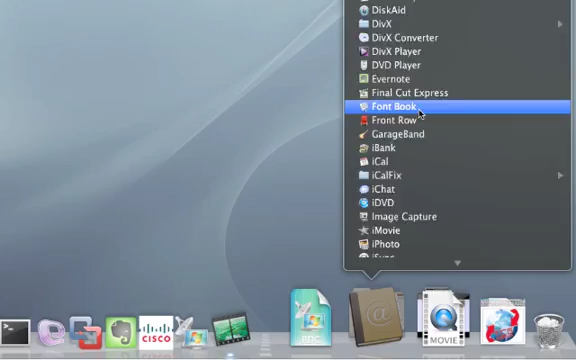 DiskAid
DivX
DivX Converter
DivX Player
DVD Player
Evernote
Final Cut Express
Font Book
Front Row
GarageBand
iBank
iCal
iCalFix
iChat
iDVD
Image Capture
iMovie
iPhoto
iSync
CISCO
MOVIE